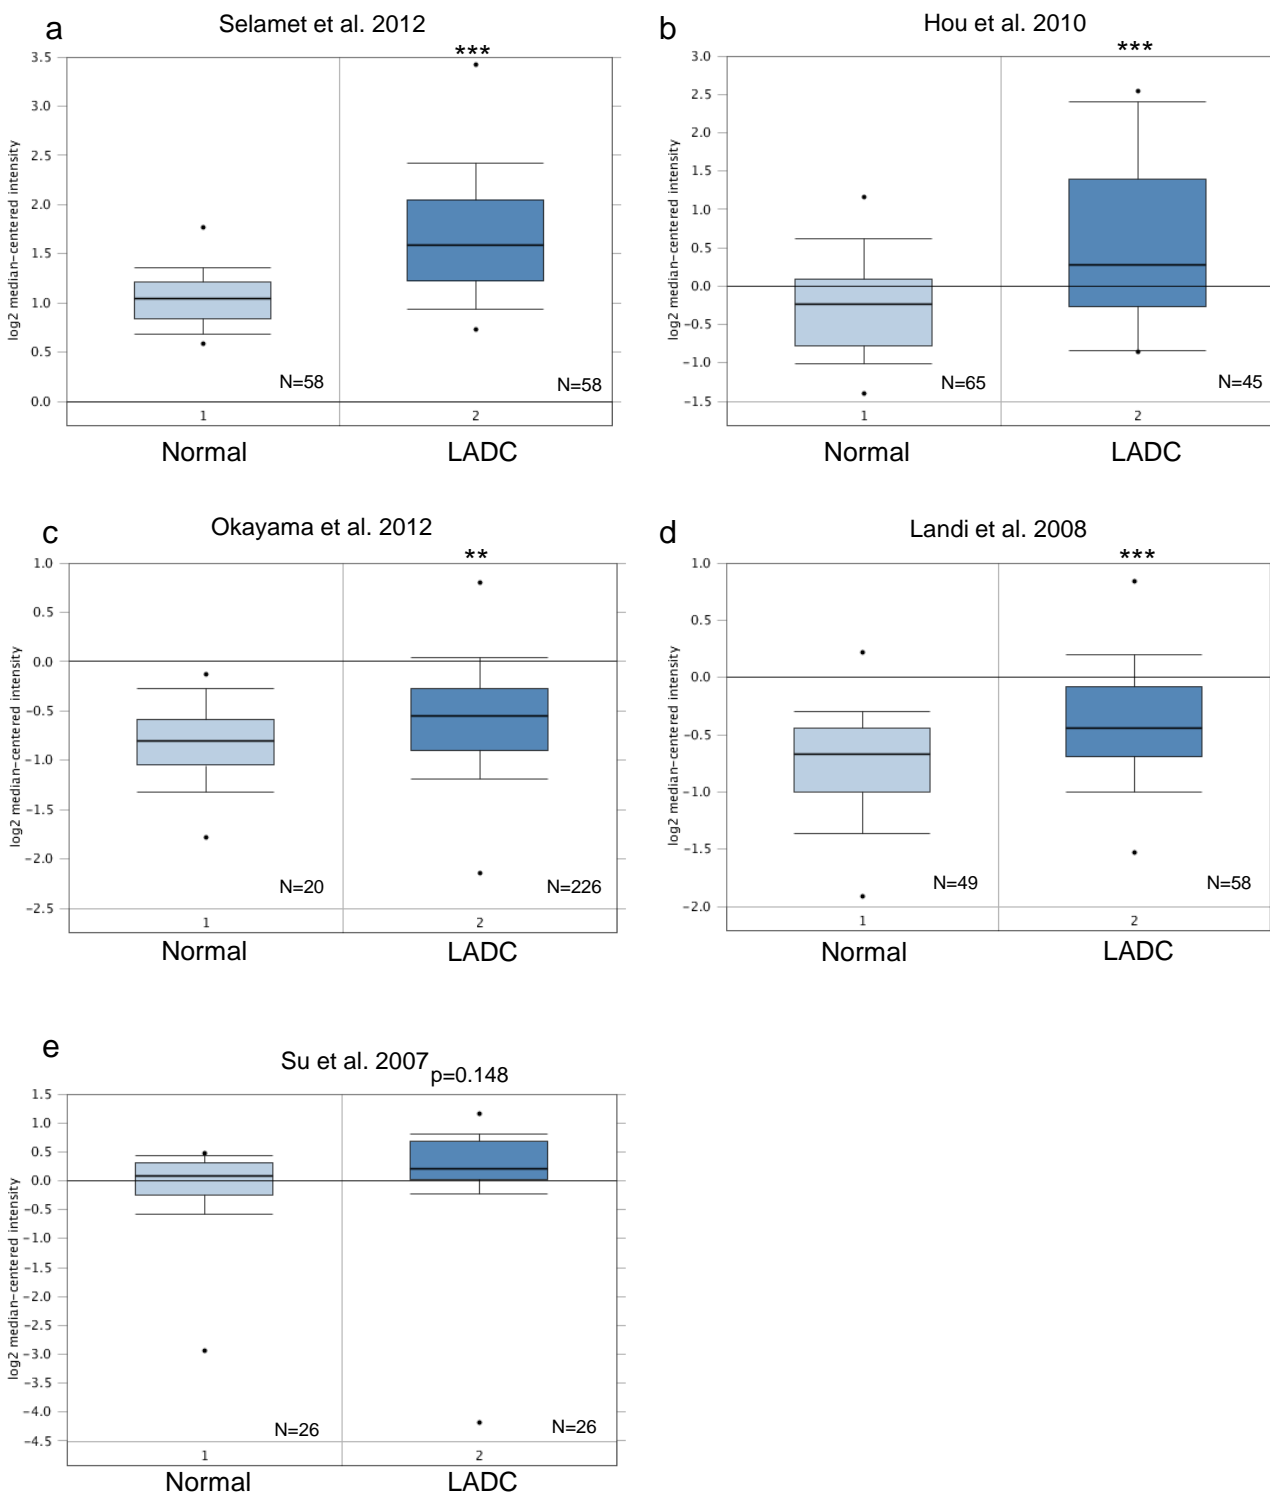 a
Selamet et al. 2012
***
log2 median-centered intensity
3.5
3.0
2.5
2.0
1.5
1.0
0.5
0.0
N=58
N=58
1
2
Normal
LADC
b
Hou et al. 2010
***
log2 median-centered intensity
3.0
2.5
2.0
1.5
1.0
0.5
0.0
-0.5
-1.0
-1.5
N=65
N=45
1
2
Normal
LADC
c
Okayama et al. 2012
**
log2 median-centered intensity
1.0
0.5
0.0
-0.5
-1.0
-1.5
-2.0
-2.5
N=20
N=226
1
2
Normal
LADC
d
Landi et al. 2008
***
log2 median-centered intensity
1.0
0.5
0.0
-0.5
-1.0
-1.5
-2.0
N=49
N=58
1
2
Normal
LADC
e
Su et al. 2007
p=0.148
log2 median-centered intensity
1.5
1.0
0.5
0.0
-0.5
-1.0
-1.5
-2.0
-2.5
-3.0
-3.5
-4.0
-4.5
N=26
N=26
1
2
Normal
LADC